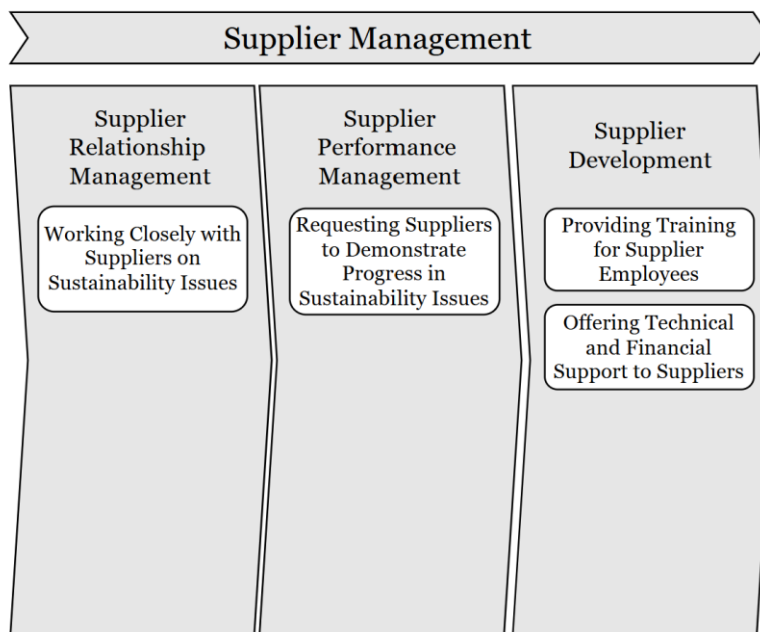 Supplier Management
Supplier
Relationship
Management
Working Closely with
Suppliers on
Sustainability Issues
Supplier
Performance
Management
Requesting Suppliers
to Demonstrate
Progress in
Sustainability Issues
Supplier
Development
Providing Training
for Supplier
Employees
Offering Technical
and Financial
Support to Suppliers